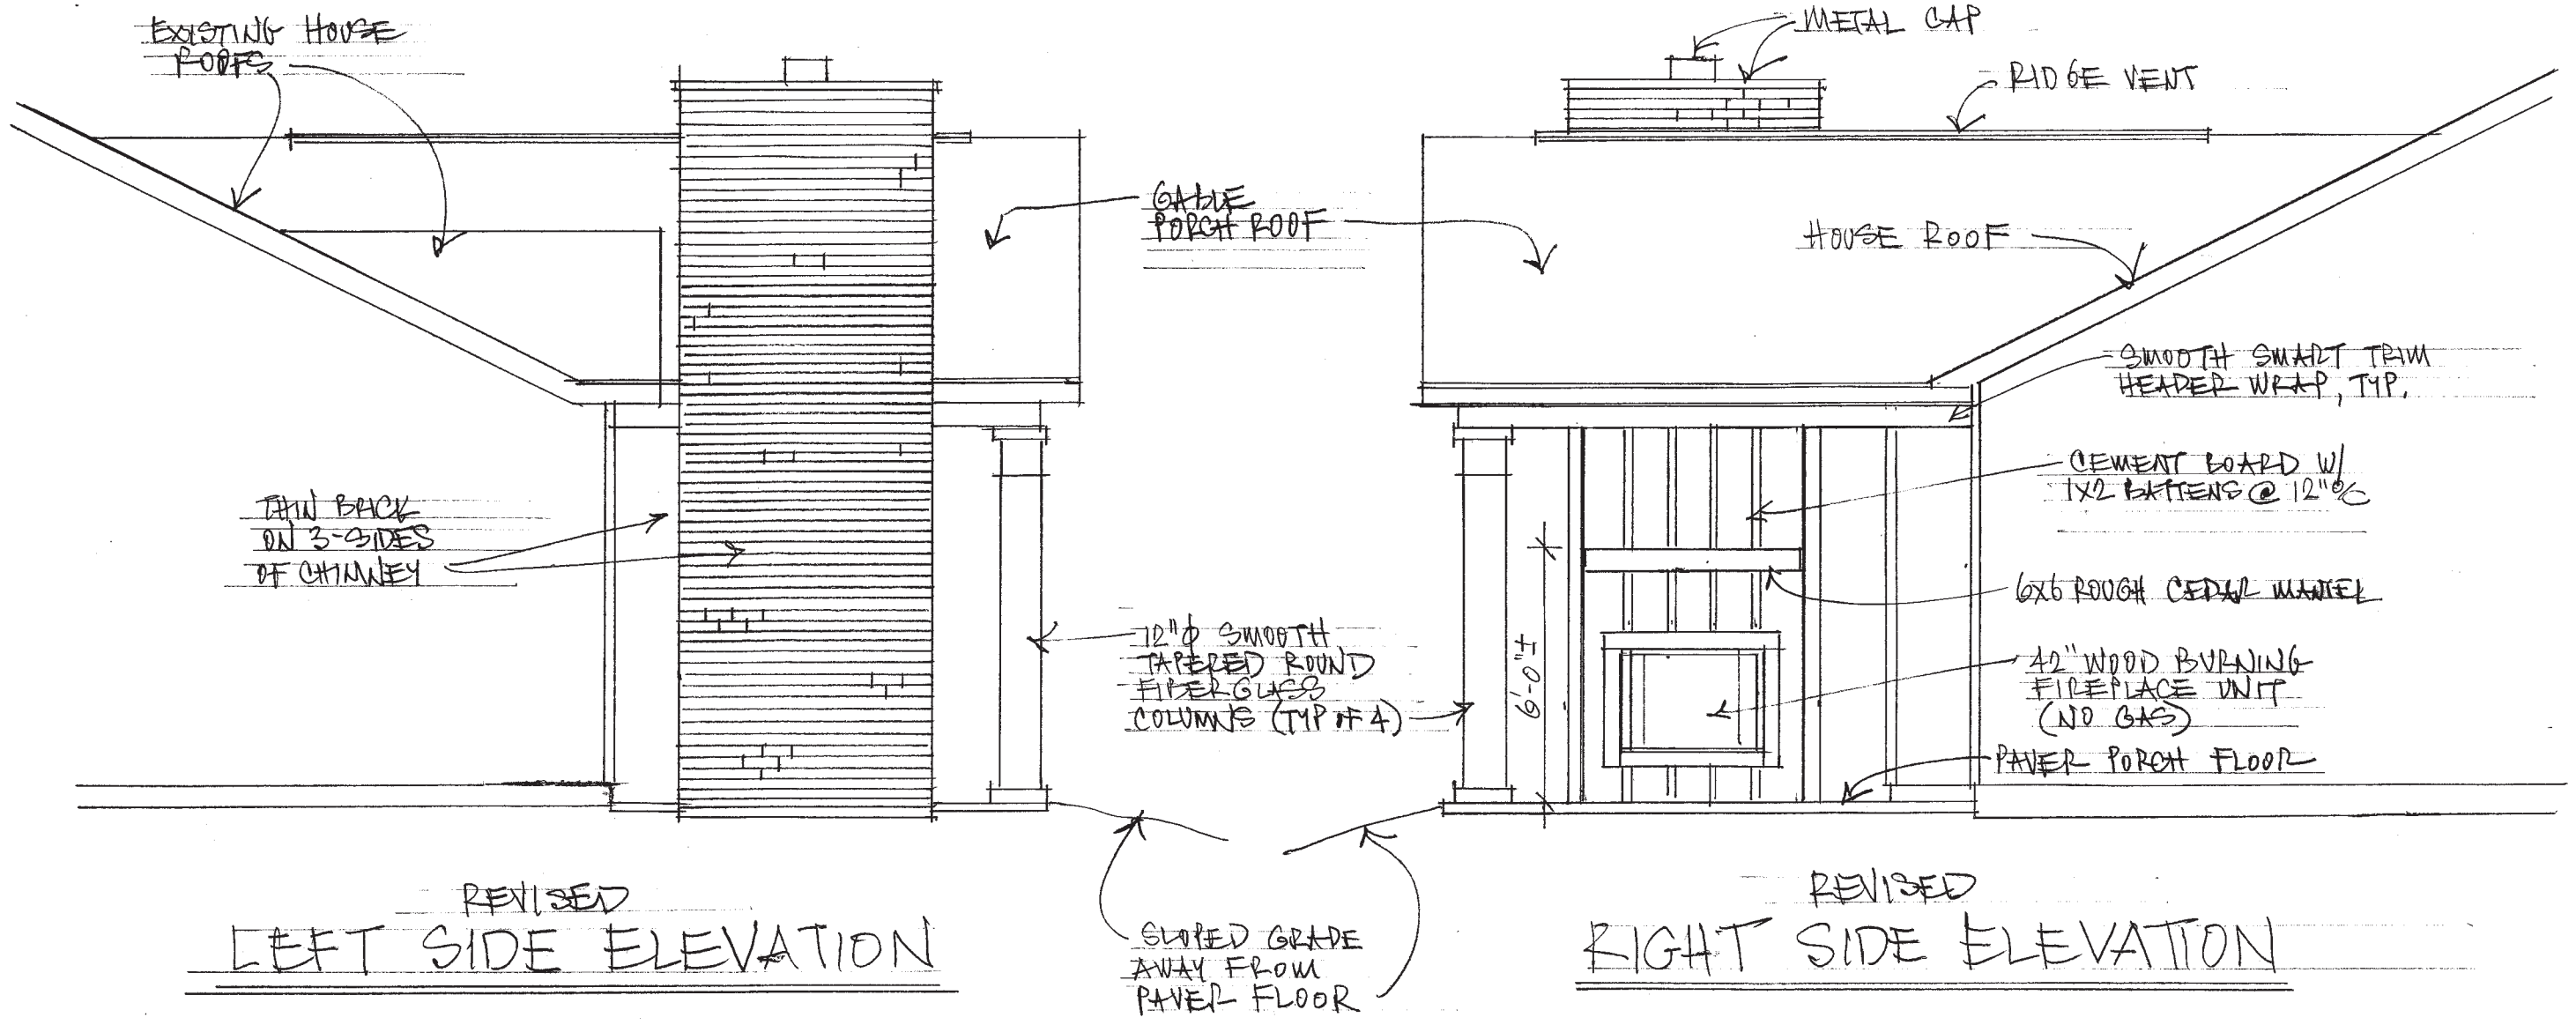 EXISTING HOUSE
ROOFS
METAL CAP
RIDGE VENT
GABLE
PORCH ROOF
HOUSE ROOF
SMOOTH SMART TRIM
HEADER WRAP, TYP.
CEMENT BOARD W/
1X2 BATTENS @ 12" O/C
THIN BRICK
ON 3-SIDES
OF CHIMNEY
6X6 ROUGH CEDAR MANTEL
12"ϕ SMOOTH
TAPERED ROUND
FIBERGLASS
COLUMNS (TYP OF 4)
6'-0"±
42" WOOD BURNING
FIREPLACE UNIT
(NO GAS)
PAVER PORCH FLOOR
REVISED
LEFT SIDE ELEVATION
SLOPED GRADE
AWAY FROM
PAVER FLOOR
REVISED
RIGHT SIDE ELEVATION